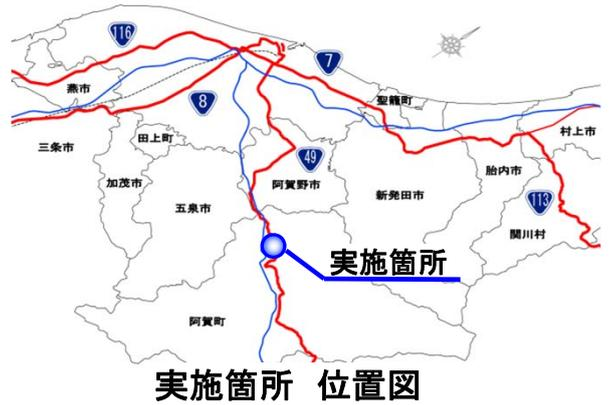 116
7
燕市
8
聖籠町
三条市
田上町
村上市
49
加茂市
阿賀野市
胎内市
五泉市
新発田市
113
関川村
実施箇所
阿賀町
実施箇所 位置図